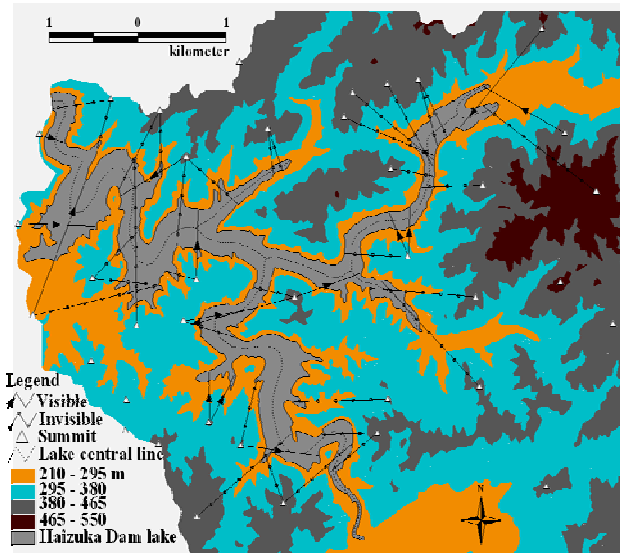 1 0 1
kilometer
Legend
Visible
Invisible
Summit
Lake central line
210 - 295 m
295 - 380
380 - 465
465 - 550
Haizuka Dam lake
N